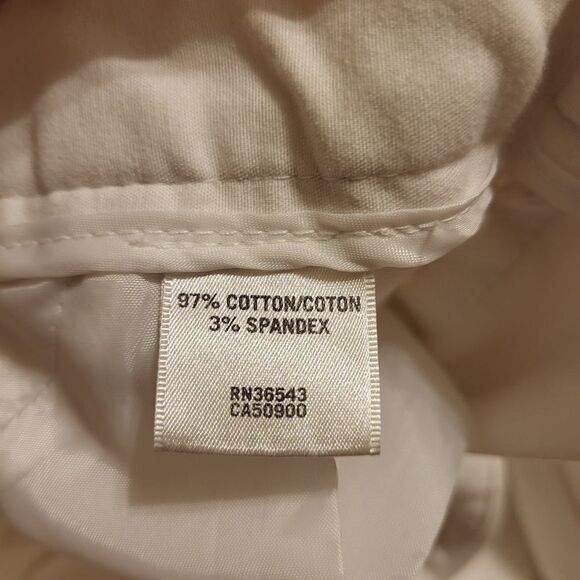 97% COTTON/COTON
3% SPANDEX
RN36543
CA50900